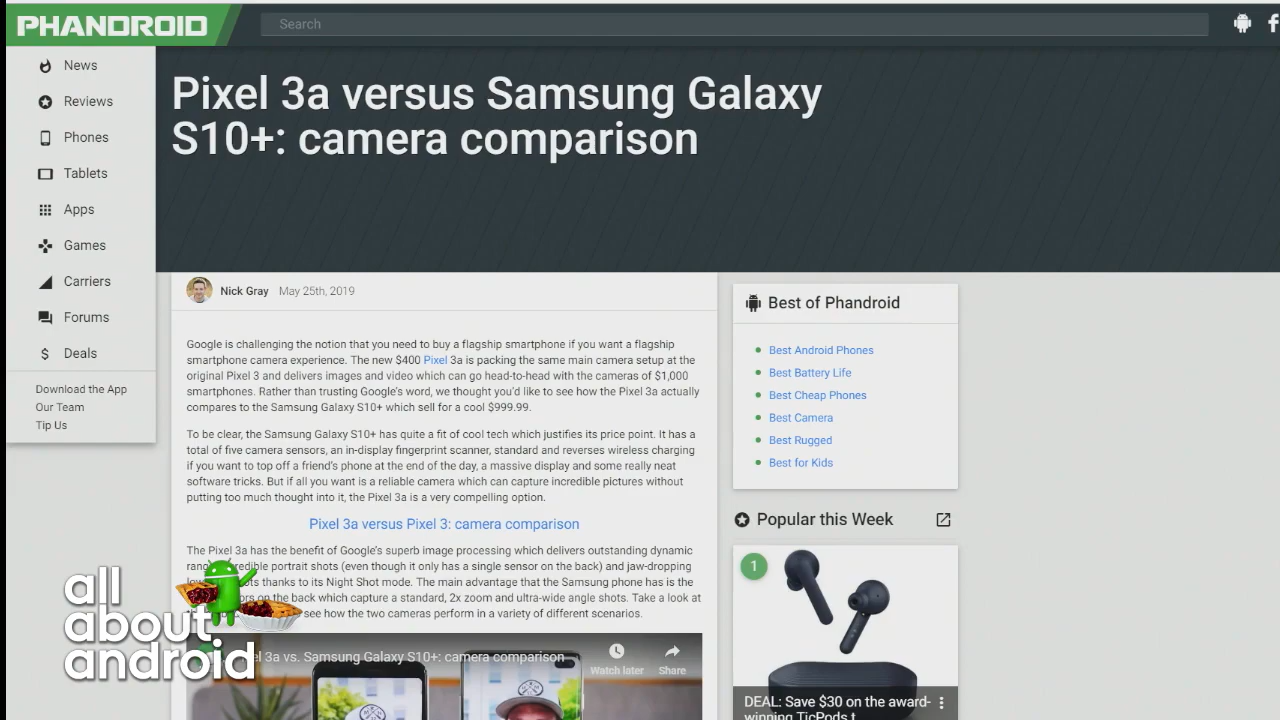 PHANDROID
Search
News
Reviews
Phones
Tablets
Apps
Games
Carriers
Forums
Deals
Download the App
Our Team
Tip Us
Pixel 3a versus Samsung Galaxy
S10+: camera comparison
Nick Gray May 25th, 2019
Google is challenging the notion that you need to buy a flagship smartphone if you want a flagship
smartphone camera experience. The new $400 Pixel 3a is packing the same main camera setup at the
original Pixel 3 and delivers images and video which can go head-to-head with the cameras of $1,000
smartphones. Rather than trusting Google's word, we thought you'd like to see how the Pixel 3a actually
compares to the Samsung Galaxy S10+ which sell for a cool $999.99.
To be clear, the Samsung Galaxy S10+ has quite a fit of cool tech which justifies its price point. It has a
total of five camera sensors, an in-display fingerprint scanner, standard and reverses wireless charging
if you want to top off a friend's phone at the end of the day, a massive display and some really neat
software tricks. But if all you want is a reliable camera which can capture incredible pictures without
putting too much thought into it, the Pixel 3a is a very compelling option.
Pixel 3a versus Pixel 3: camera comparison
The Pixel 3a has the benefit of Google's superb image processing which delivers outstanding dynamic
portrait shots (even though it only has a single sensor on the back) and jaw-dropping
thanks to its Night Shot mode. The main advantage that the Samsung phone has is the
on the back which capture a standard, 2x zoom and ultra-wide angle shots. Take a look at
see how the two cameras perform in a variety of different scenarios.
3a vs. Samsung Galaxy S10+: camera comparison
Watch later
Share
Best of Phandroid
Best Android Phones
Best Battery Life
Best Cheap Phones
Best Camera
Best Rugged
Best for Kids
Popular this Week
1
DEAL: Save $30 on the award-
winning TicPods
all
about
android